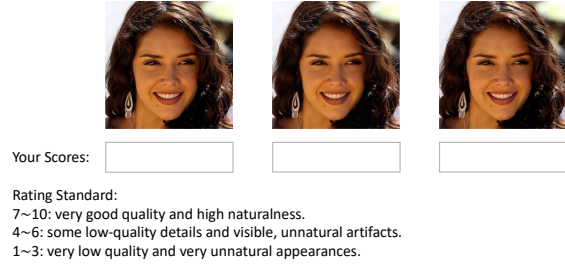 Your Scores:
Rating Standard:
7~10: very good quality and high naturalness.
4~6: some low-quality details and visible, unnatural artifacts.
1~3: very low quality and very unnatural appearances.